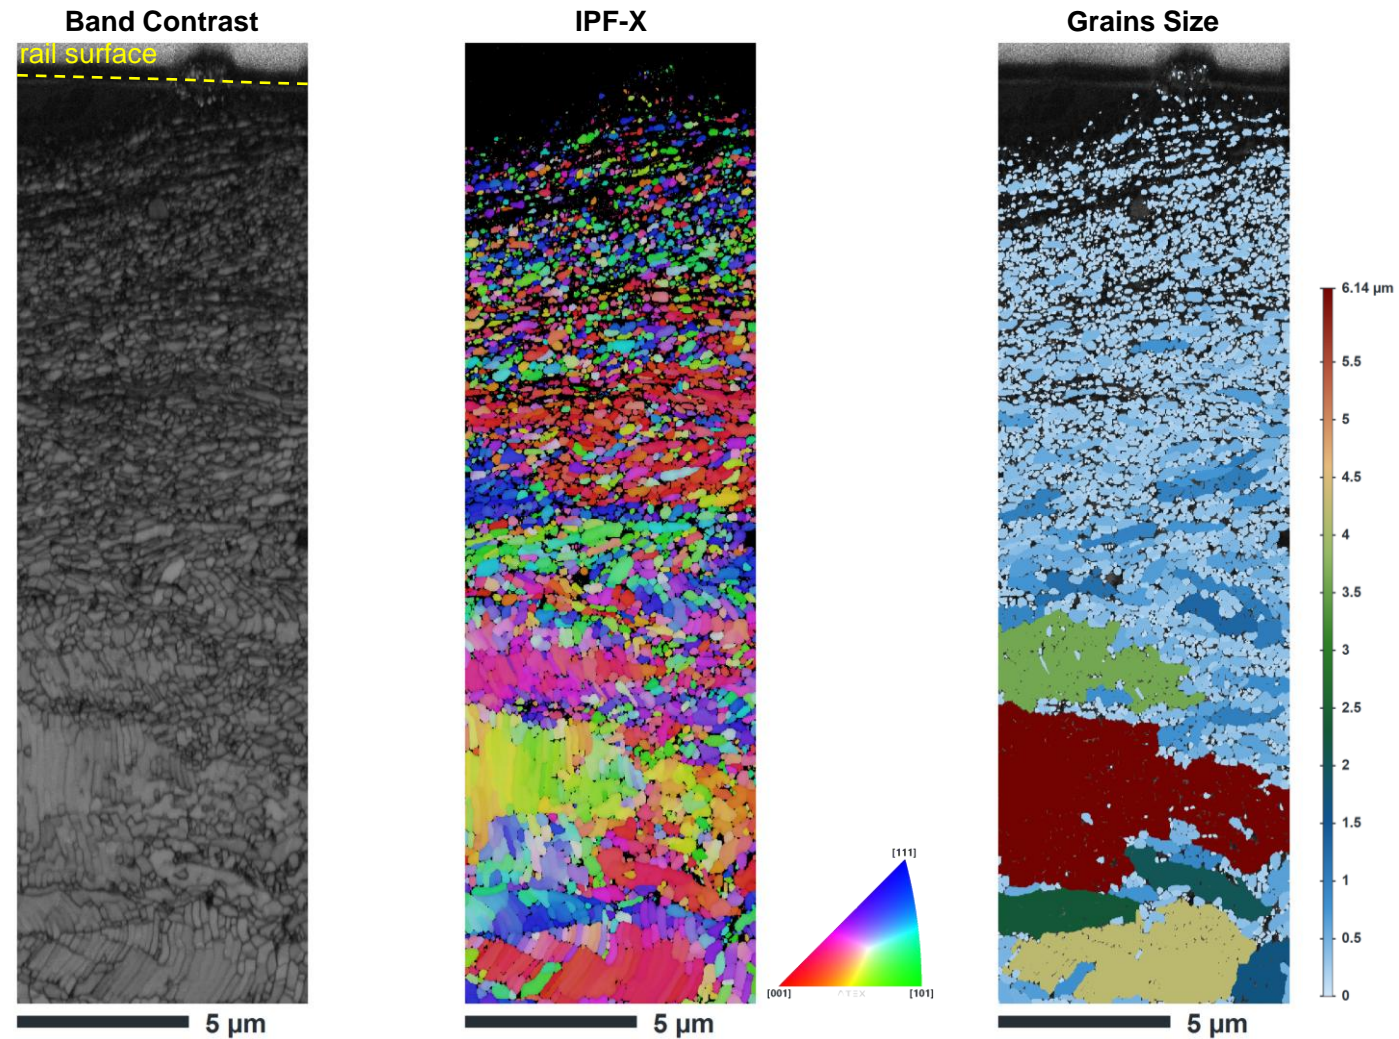 Band Contrast
IPF-X
Grains Size
rail surface
6.14 µm
5.5
5
4.5
4
3.5
3
2.5
2
1.5
1
0.5
0
[111]
[001]
ATEX
[101]
5 µm
5 µm
5 µm